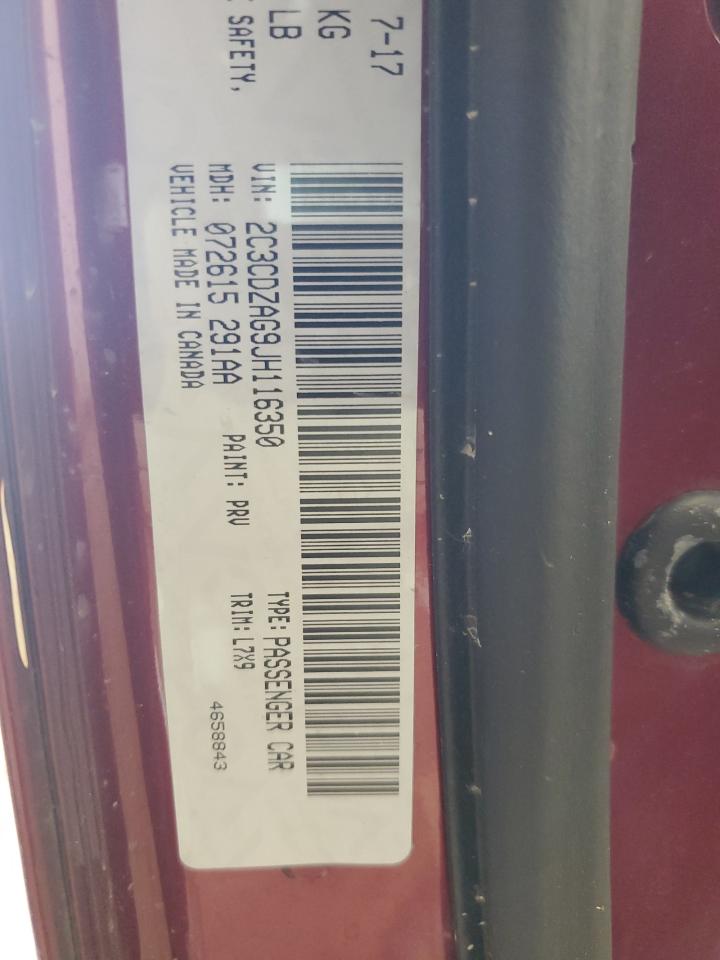 7-17
KG
LB
SAFETY,
VIN: 2C3CDZAG9JH116350
TYPE: PASSENGER CAR
MDH: 072615 291AA
PAINT: PRV
TRIM: L7X9
VEHICLE MADE IN CANADA
4658843